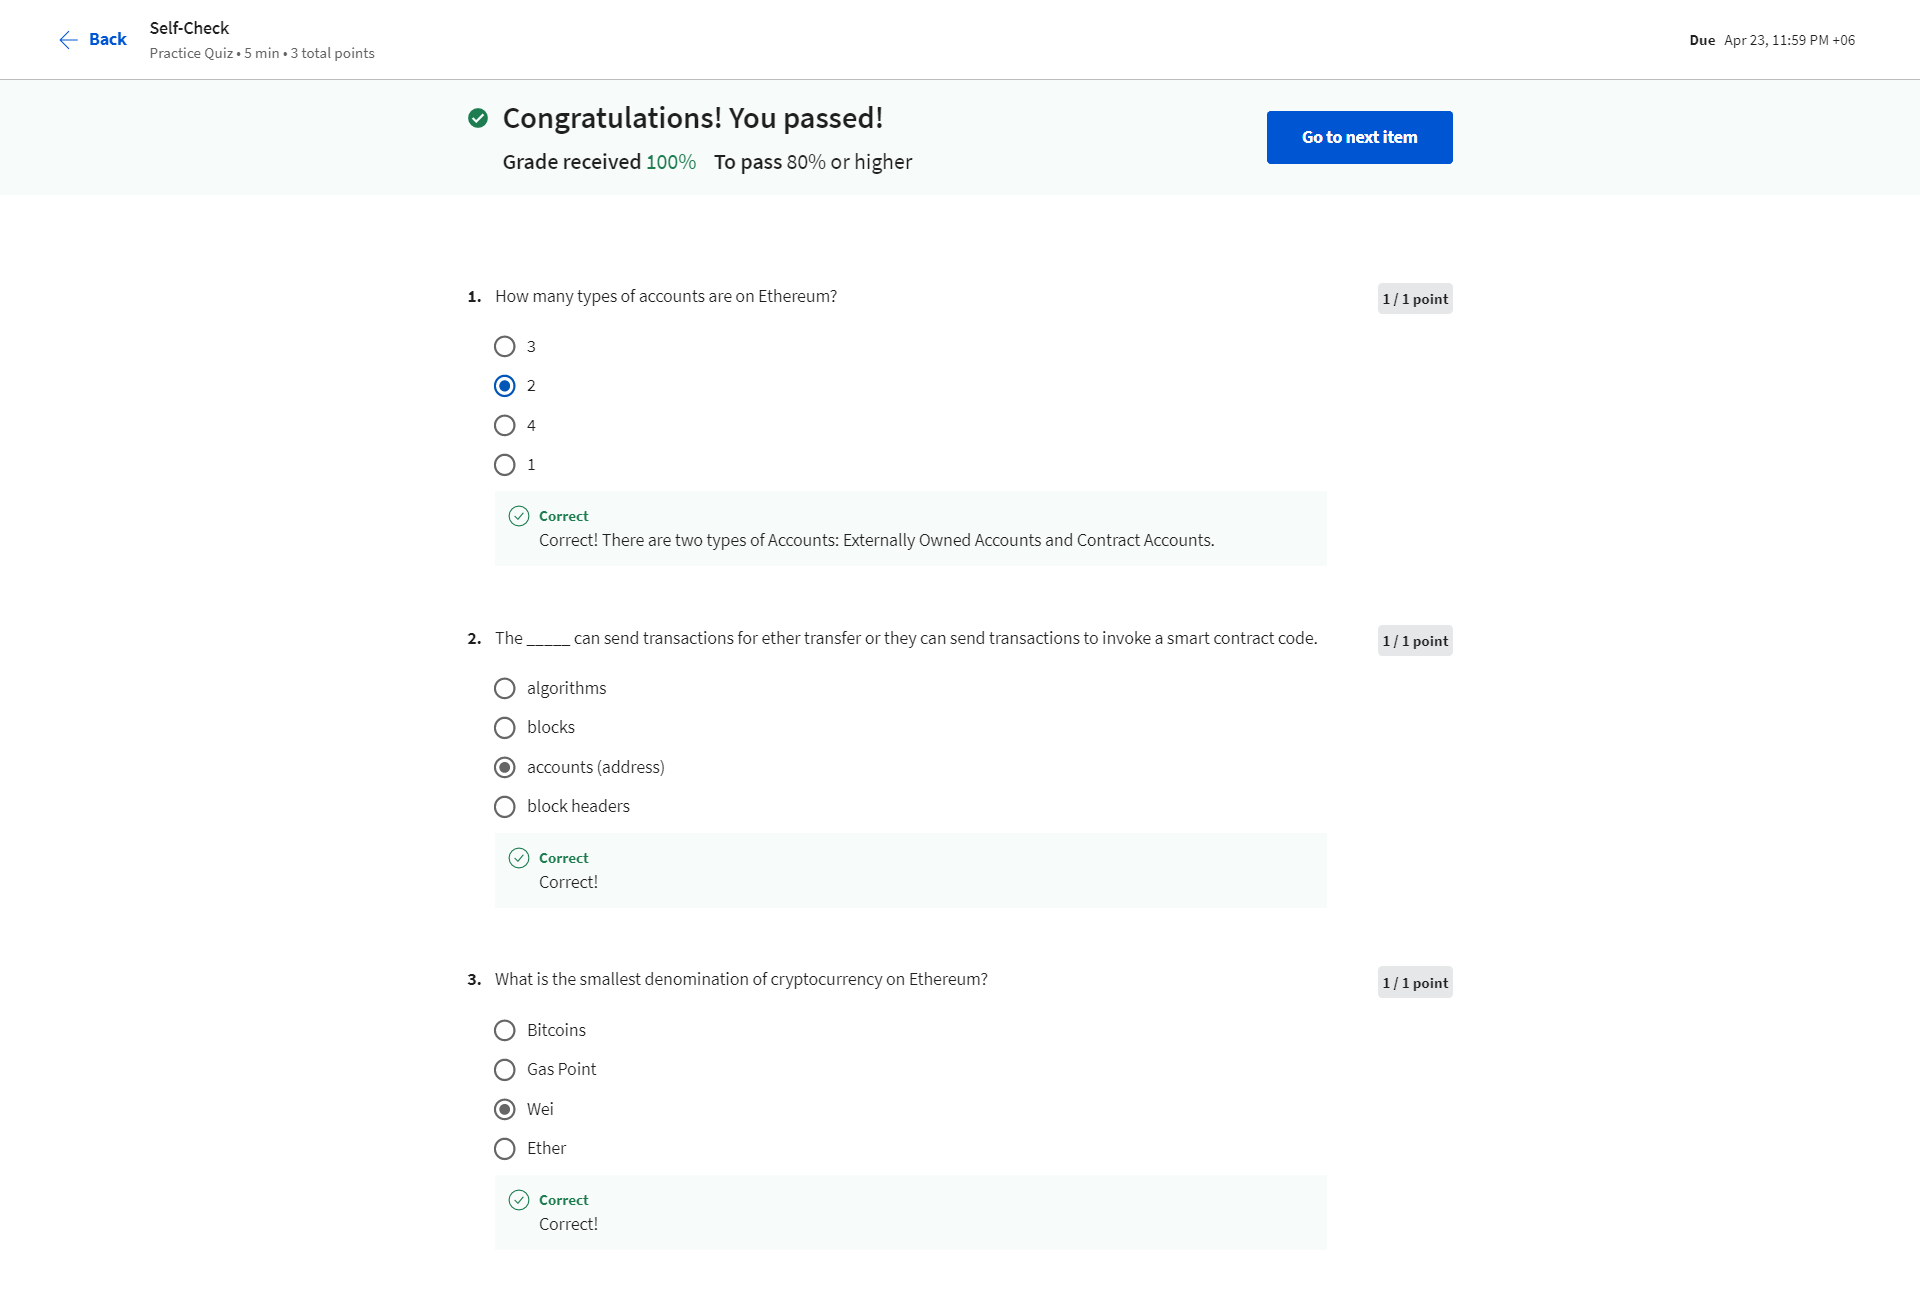 Back
Self-Check
Practice Quiz • 5 min • 3 total points
Due Apr 23, 11:59 PM +06
Congratulations! You passed!
Grade received 100% To pass 80% or higher
Go to next item
1. How many types of accounts are on Ethereum?
1 / 1 point
3
2
4
1
Correct
Correct! There are two types of Accounts: Externally Owned Accounts and Contract Accounts.
2. The _____ can send transactions for ether transfer or they can send transactions to invoke a smart contract code.
1 / 1 point
algorithms
blocks
accounts (address)
block headers
Correct
Correct!
3. What is the smallest denomination of cryptocurrency on Ethereum?
1 / 1 point
Bitcoins
Gas Point
Wei
Ether
Correct
Correct!